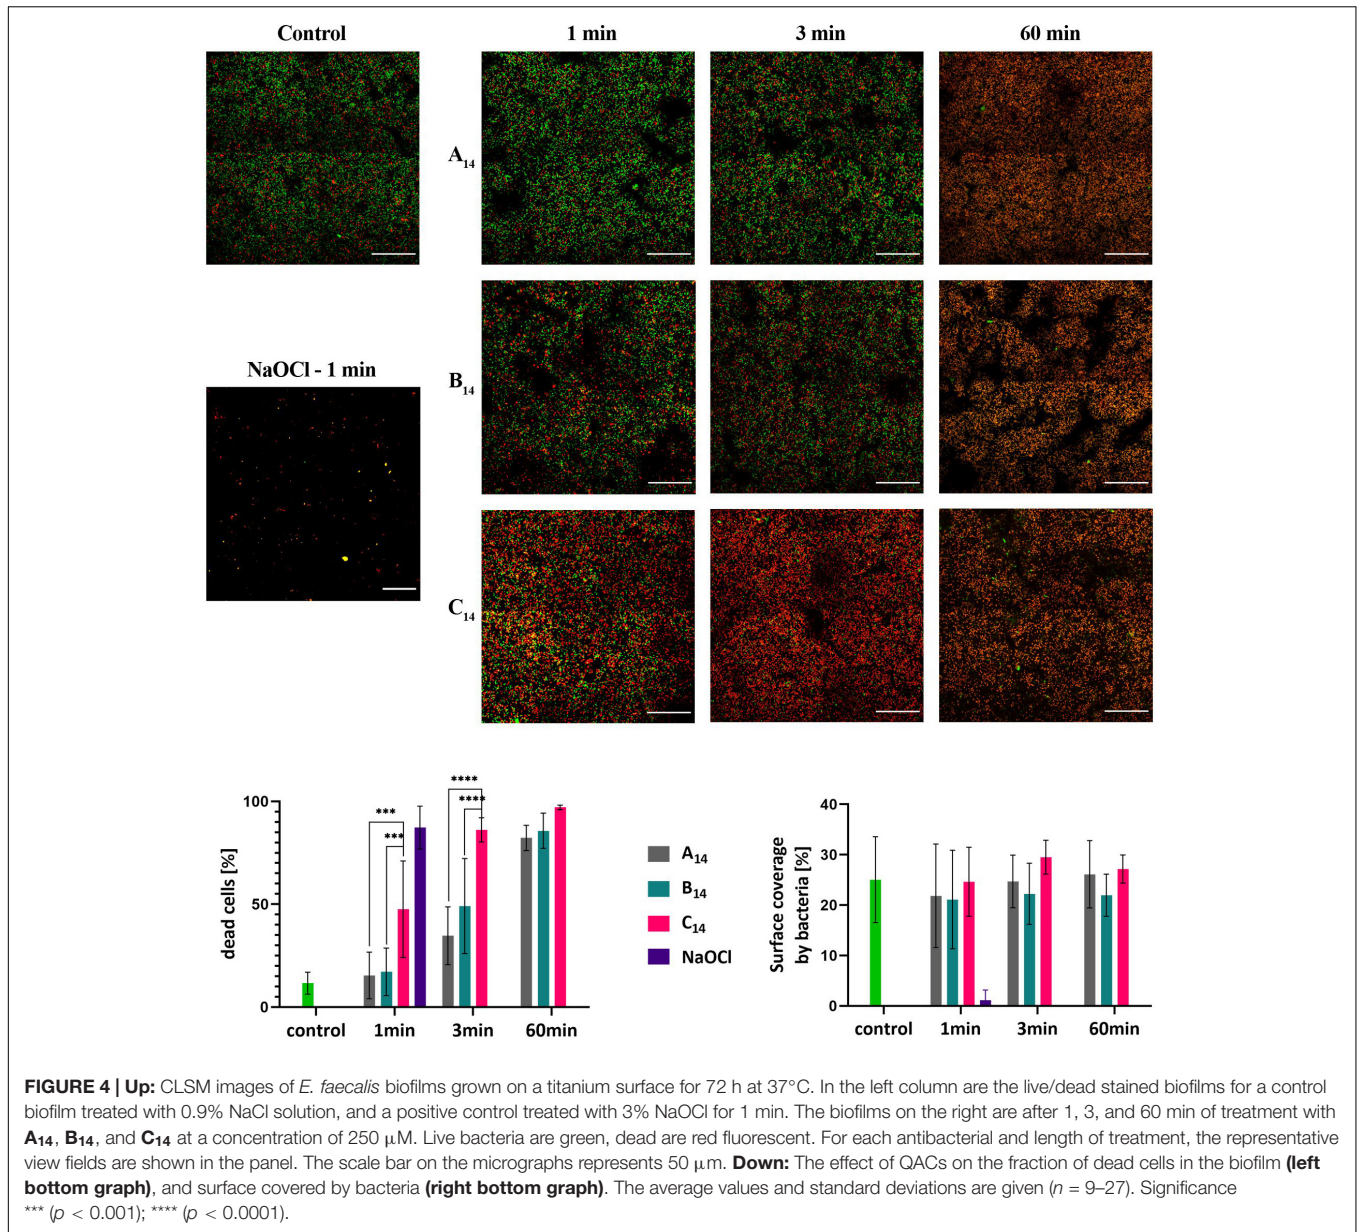 Control
1 min
3 min
60 min
A14
NaOCl - 1 min
B14
C14
****
***
****
***
100
50
0
dead cells [%]
control
1min
3min
60min
A14
B14
C14
NaOCl
40
30
20
10
0
Surface coverage
by bacteria [%]
control
1min
3min
60min
FIGURE 4 | Up: CLSM images of E. faecalis biofilms grown on a titanium surface for 72 h at 37°C. In the left column are the live/dead stained biofilms for a control
biofilm treated with 0.9% NaCl solution, and a positive control treated with 3% NaOCl for 1 min. The biofilms on the right are after 1, 3, and 60 min of treatment with
A14, B14, and C14 at a concentration of 250 μM. Live bacteria are green, dead are red fluorescent. For each antibacterial and length of treatment, the representative
view fields are shown in the panel. The scale bar on the micrographs represents 50 μm. Down: The effect of QACs on the fraction of dead cells in the biofilm (left
bottom graph), and surface covered by bacteria (right bottom graph). The average values and standard deviations are given (n = 9–27). Significance
*** (p < 0.001); **** (p < 0.0001).